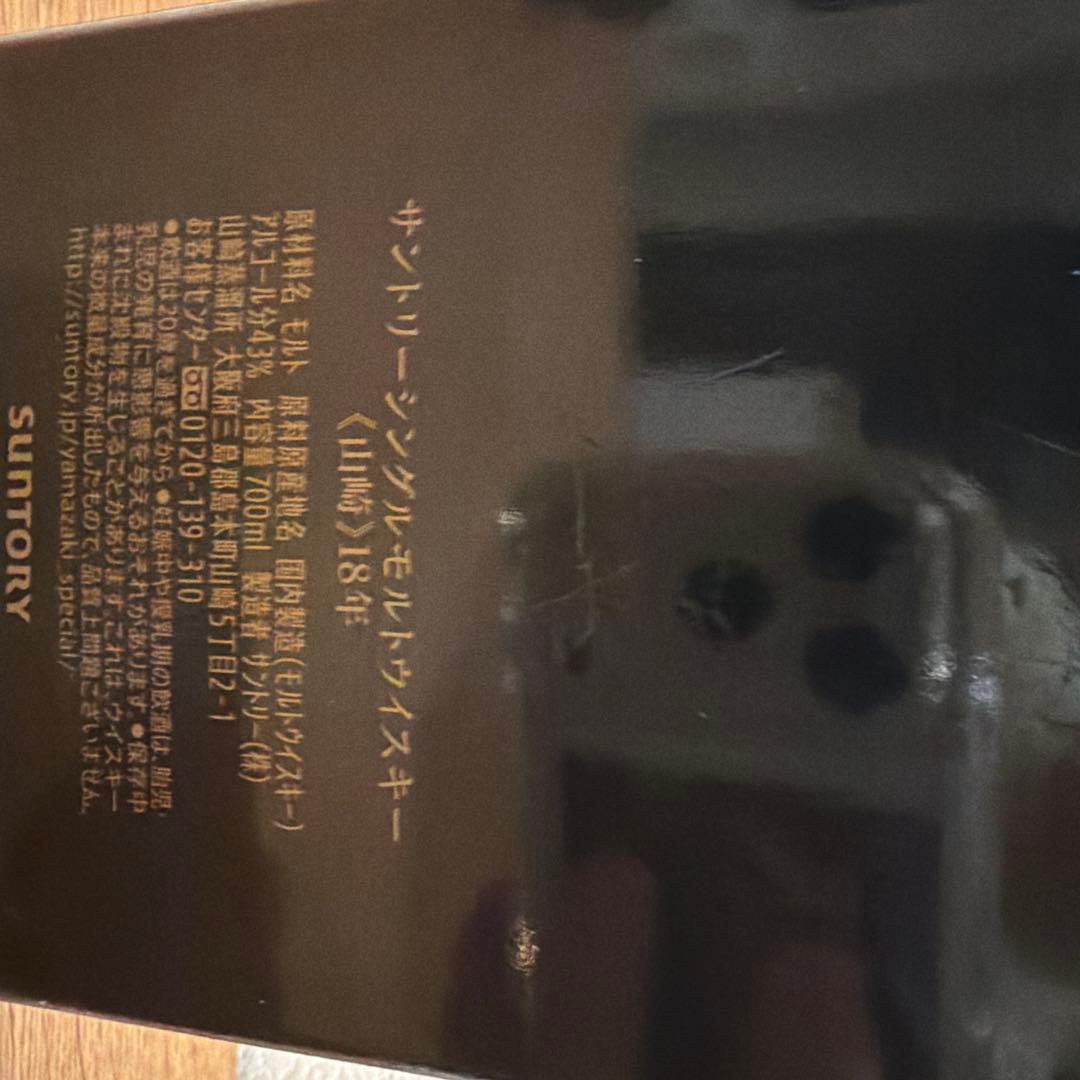 サントリーシングルモルトウイスキー
《山崎》18年
原材料名 モルト 原料原産地名 国内製造(モルトウイスキー)
アルコール分43% 内容量 700ml 製造者 サントリー(株)
山崎蒸溜所 大阪府三島郡島本町山崎5丁目2-1
お客様センター 0120-139-310
●飲酒は20歳を過ぎてから●妊娠中や授乳期の飲酒は、胎児・
乳児の発育に悪影響を与えるおそれがあります。●保存中
まれに沈殿物を生じることがあります。これは、ウイスキー
本来の機能成分が析出したもので、品質上問題ございません。
http://suntory.jp/yamazaki_special/
SUNTORY